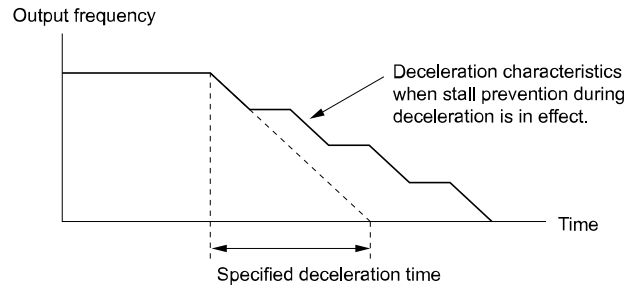 Output frequency
Deceleration characteristics
when stall prevention during
deceleration is in effect.
Time
Specified deceleration time